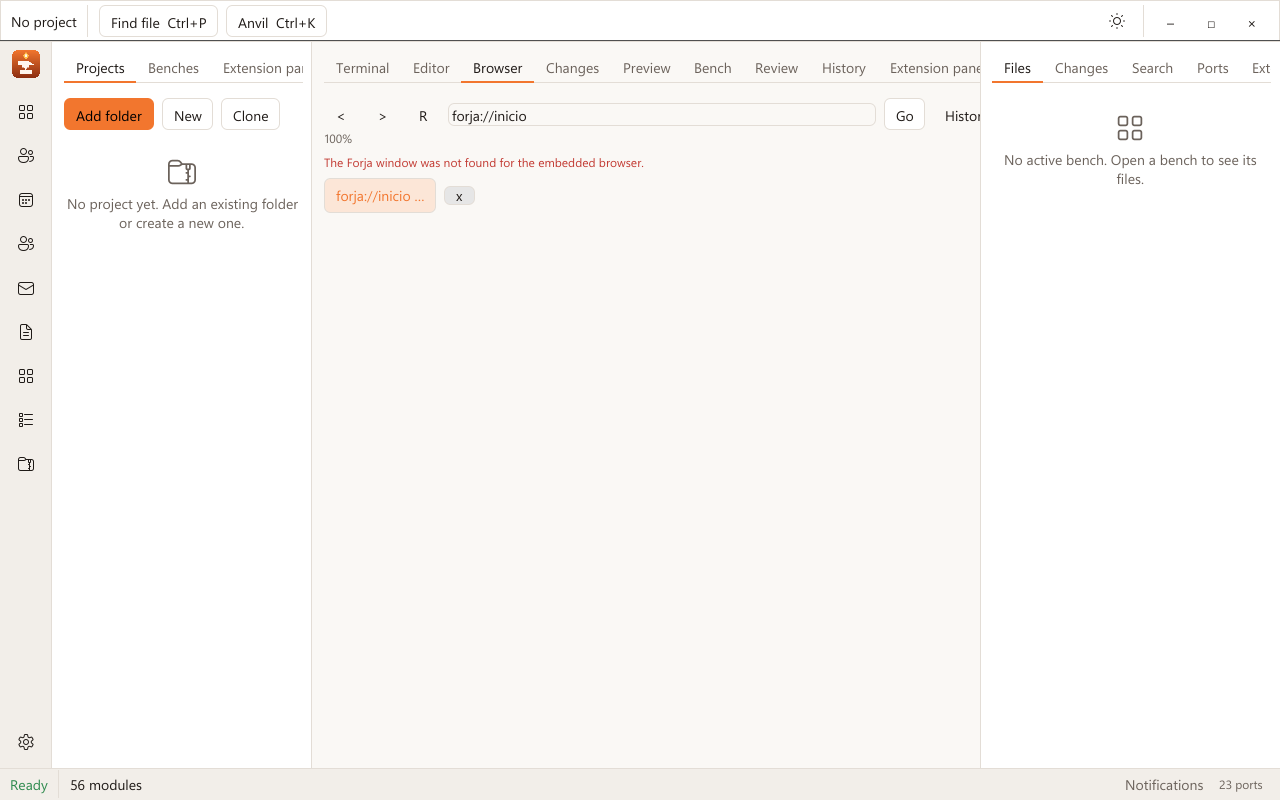 No project
Find file Ctrl+P
Anvil Ctrl+K
Projects
Benches
Extension par
Terminal
Editor
Browser
Changes
Preview
Bench
Review
History
Extension pane
Files
Changes
Search
Ports
Ext
Add folder
New
Clone
<
>
R
forja://inicio
Go
Histor
100%
The Forja window was not found for the embedded browser.
forja://inicio ...
x
No project yet. Add an existing folder
or create a new one.
No active bench. Open a bench to see its
files.
Ready
56 modules
Notifications
23 ports